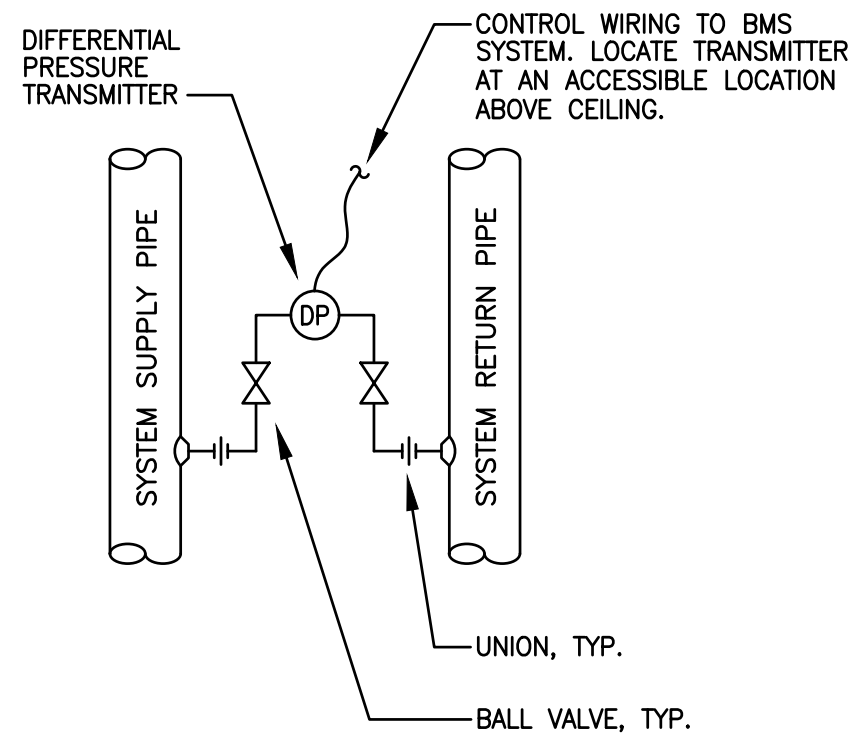 DIFFERENTIAL
PRESSURE
TRANSMITTER
CONTROL WIRING TO BMS
SYSTEM. LOCATE TRANSMITTER
AT AN ACCESSIBLE LOCATION
ABOVE CEILING.
SYSTEM SUPPLY PIPE
DP
SYSTEM RETURN PIPE
UNION, TYP.
BALL VALVE, TYP.